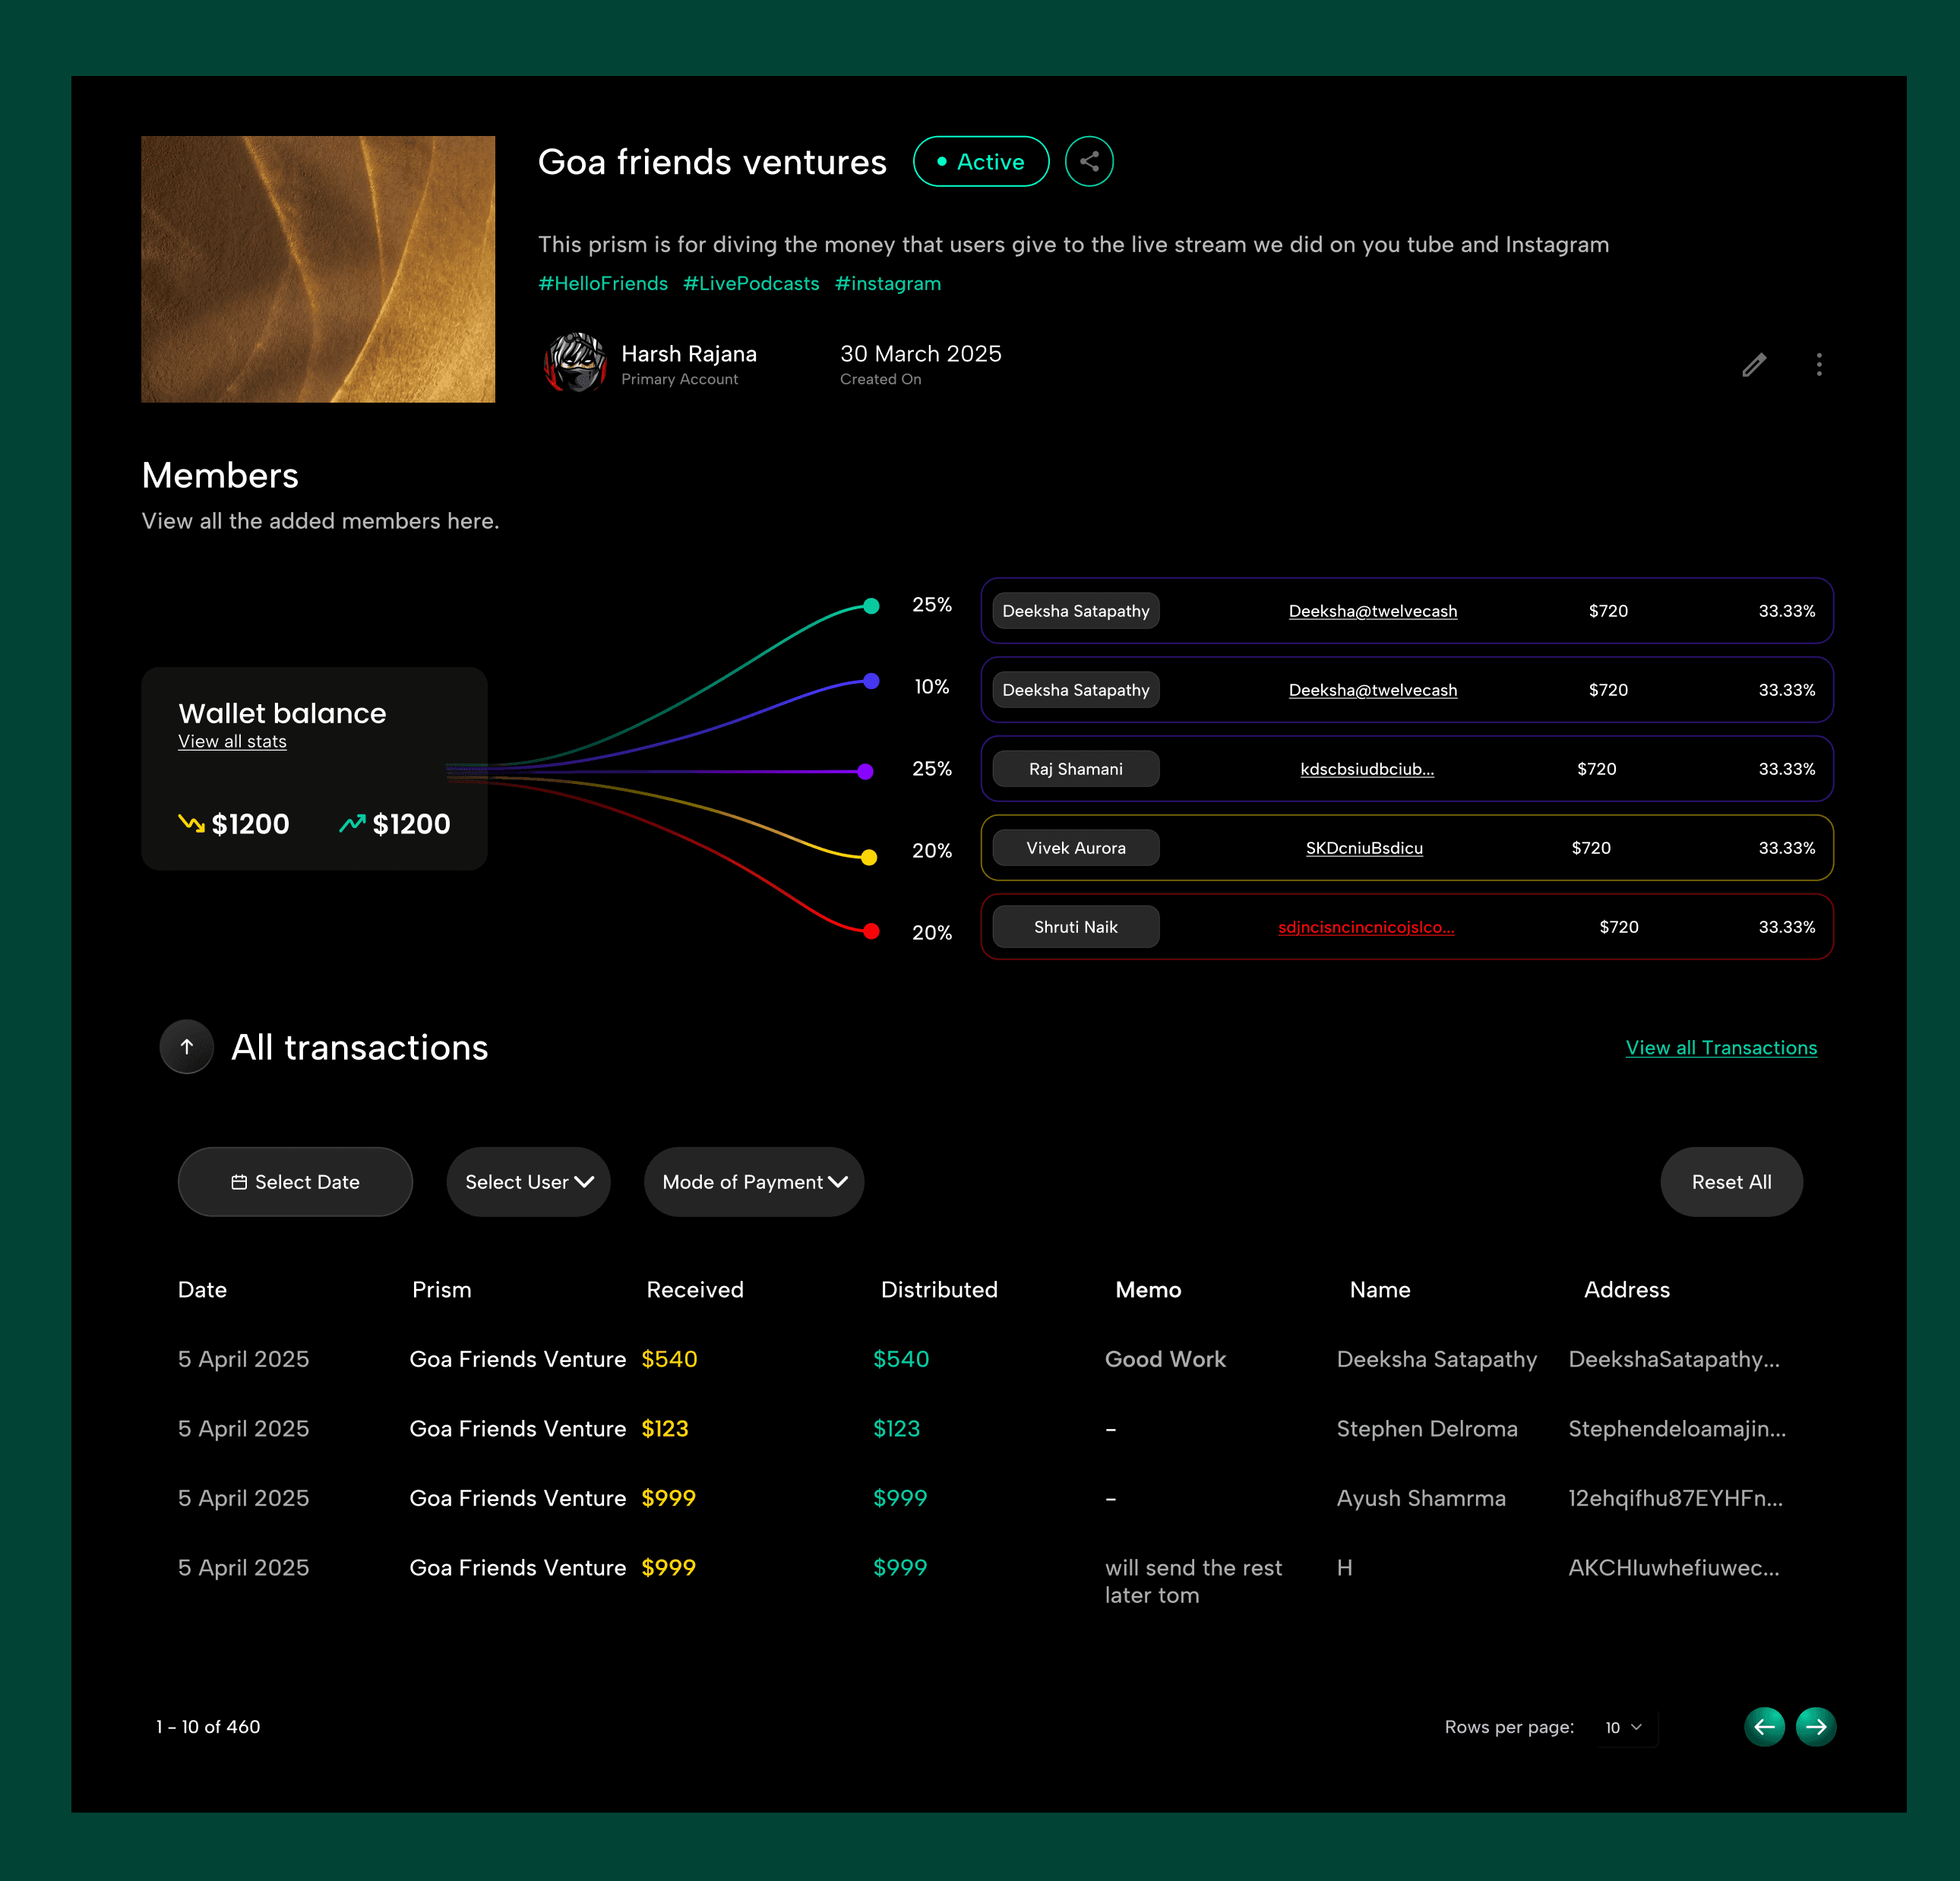 Goa friends ventures
Active
This prism is for diving the money that users give to the live stream we did on you tube and Instagram
#HelloFriends #LivePodcasts #instagram
Harsh Rajana
Primary Account
30 March 2025
Created On
Members
View all the added members here.
Wallet balance
View all stats
$1200 $1200
25% Deeksha Satapathy Deeksha@twelvecash $720 33.33%
10% Deeksha Satapathy Deeksha@twelvecash $720 33.33%
25% Raj Shamani kdscbsiudbciub... $720 33.33%
20% Vivek Aurora SKDcniuBsdicu $720 33.33%
20% Shruti Naik sdjncisncincnicojslco... $720 33.33%
All transactions
View all Transactions
Select Date Select User Mode of Payment Reset All
Date Prism Received Distributed Memo Name Address
5 April 2025 Goa Friends Venture $540 $540 Good Work Deeksha Satapathy DeekshaSatapathy...
5 April 2025 Goa Friends Venture $123 $123 - Stephen Delroma Stephendeloamajin...
5 April 2025 Goa Friends Venture $999 $999 - Ayush Shamrma 12ehqifhu87EYHFn...
5 April 2025 Goa Friends Venture $999 $999 will send the rest H AKCHIuwhefiuwec...
later tom
1 - 10 of 460
Rows per page: 10